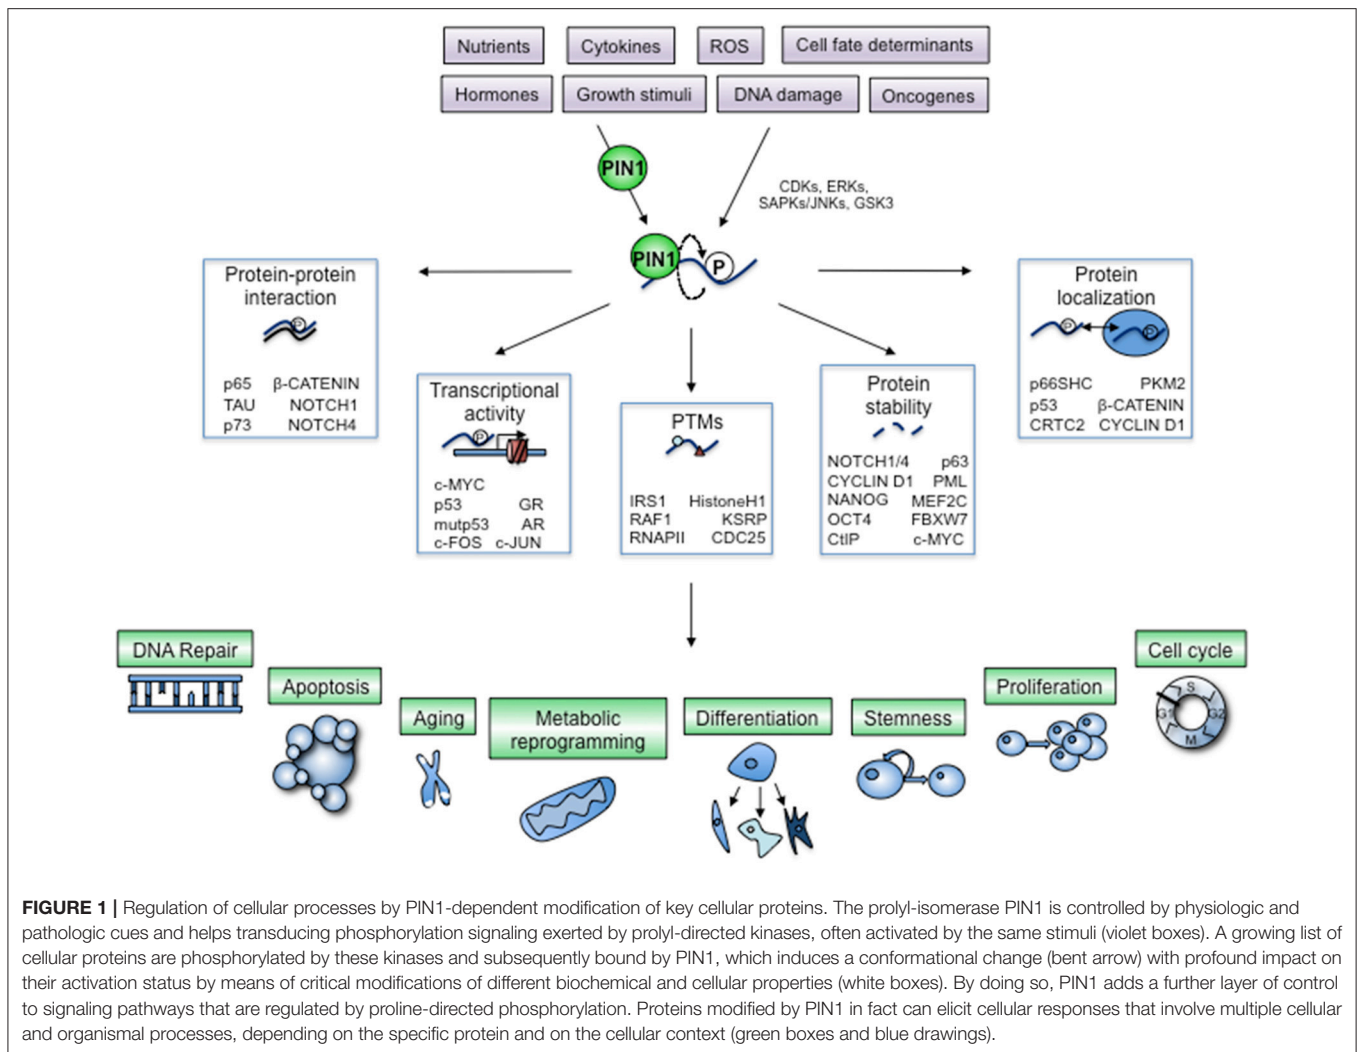 Nutrients Cytokines ROS Cell fate determinants
Hormones Growth stimuli DNA damage Oncogenes
PIN1
CDKs, ERKs,
SAPKs/JNKs, GSK3
PIN1 P
Protein-protein
interaction
P
p65 β-CATENIN
TAU NOTCH1
p73 NOTCH4
Transcriptional
activity
P
c-MYC
p53 GR
mutp53 AR
c-FOS c-JUN
PTMs
IRS1 HistoneH1
RAF1 KSRP
RNAPII CDC25
Protein
stability
NOTCH1/4 p63
CYCLIN D1 PML
NANOG MEF2C
OCT4 FBXW7
CtIP c-MYC
Protein
localization
P P
p66SHC PKM2
p53 β-CATENIN
CRTC2 CYCLIN D1
DNA Repair
Apoptosis
Aging
Metabolic
reprogramming
Differentiation
Stemness
Proliferation
Cell cycle
S
G1 G2
M
FIGURE 1 | Regulation of cellular processes by PIN1-dependent modification of key cellular proteins. The prolyl-isomerase PIN1 is controlled by physiologic and
pathologic cues and helps transducing phosphorylation signaling exerted by prolyl-directed kinases, often activated by the same stimuli (violet boxes). A growing list of
cellular proteins are phosphorylated by these kinases and subsequently bound by PIN1, which induces a conformational change (bent arrow) with profound impact on
their activation status by means of critical modifications of different biochemical and cellular properties (white boxes). By doing so, PIN1 adds a further layer of control
to signaling pathways that are regulated by proline-directed phosphorylation. Proteins modified by PIN1 in fact can elicit cellular responses that involve multiple cellular
and organismal processes, depending on the specific protein and on the cellular context (green boxes and blue drawings).